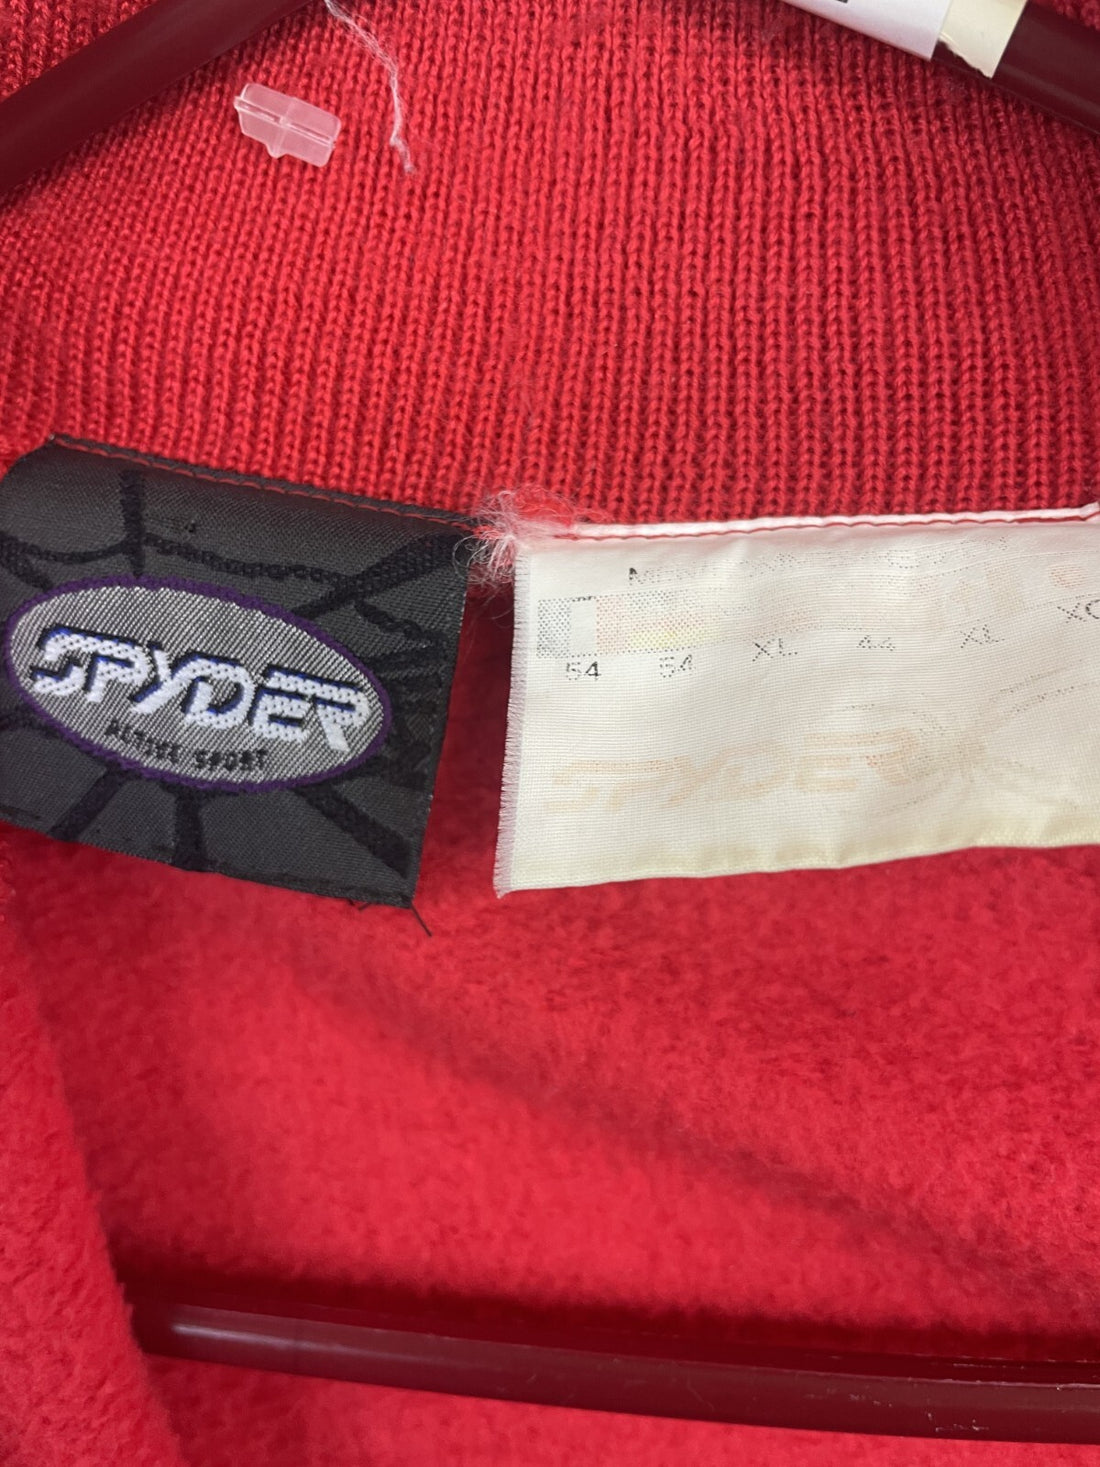 SPYDER
ACTIVE SPORT
54 54 XL 44 XL
SPYDER